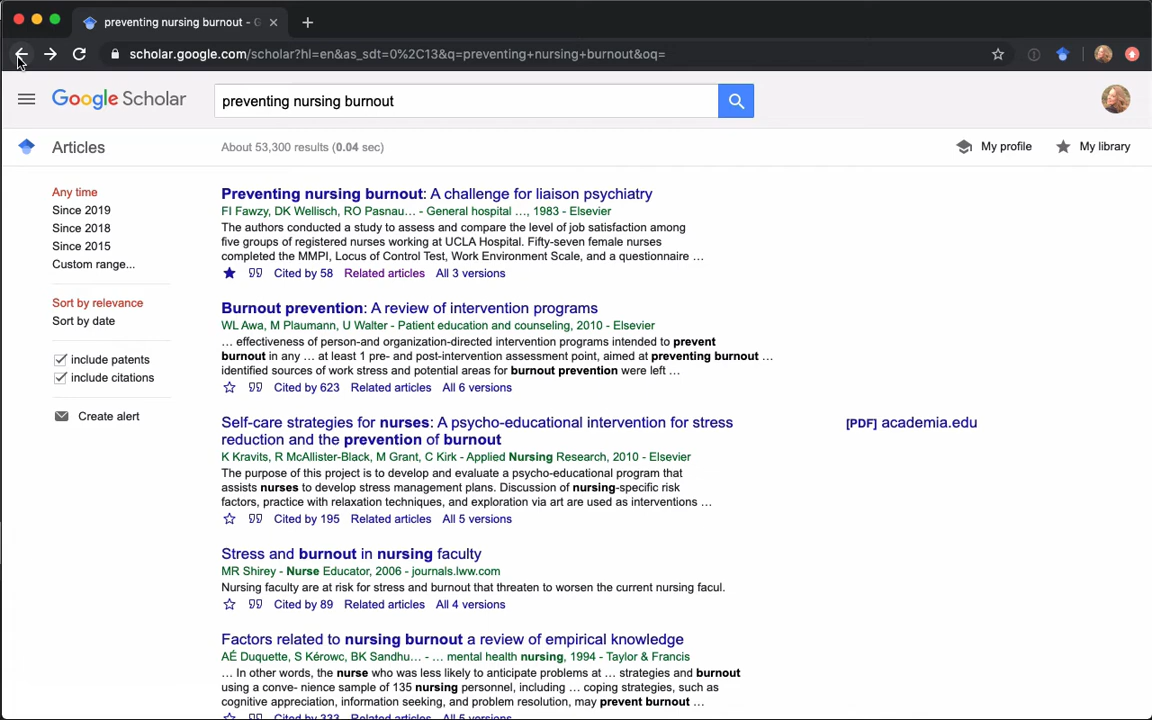 preventing nursing burnout - G
scholar.google.com/scholar?hl=en&as_sdt=0%2C13&q=preventing+nursing+burnout&oq=
Google Scholar
preventing nursing burnout
Articles
About 53,300 results (0.04 sec)
My profile
My library
Any time
Since 2019
Since 2018
Since 2015
Custom range...
Sort by relevance
Sort by date
include patents
include citations
Create alert
Preventing nursing burnout: A challenge for liaison psychiatry
FI Fawzy, DK Wellisch, RO Pasnau... - General hospital ..., 1983 - Elsevier
The authors conducted a study to assess and compare the level of job satisfaction among
five groups of registered nurses working at UCLA Hospital. Fifty-seven female nurses
completed the MMPI, Locus of Control Test, Work Environment Scale, and a questionnaire ...
Cited by 58 Related articles All 3 versions
Burnout prevention: A review of intervention programs
WL Awa, M Plaumann, U Walter - Patient education and counseling, 2010 - Elsevier
... effectiveness of person-and organization-directed intervention programs intended to prevent
burnout in any ... at least 1 pre- and post-intervention assessment point, aimed at preventing burnout ...
identified sources of work stress and potential areas for burnout prevention were left ...
Cited by 623 Related articles All 6 versions
Self-care strategies for nurses: A psycho-educational intervention for stress
reduction and the prevention of burnout
[PDF] academia.edu
K Kravits, R McAllister-Black, M Grant, C Kirk - Applied Nursing Research, 2010 - Elsevier
The purpose of this project is to develop and evaluate a psycho-educational program that
assists nurses to develop stress management plans. Discussion of nursing-specific risk
factors, practice with relaxation techniques, and exploration via art are used as interventions ...
Cited by 195 Related articles All 5 versions
Stress and burnout in nursing faculty
MR Shirey - Nurse Educator, 2006 - journals.lww.com
Nursing faculty are at risk for stress and burnout that threaten to worsen the current nursing facul.
Cited by 89 Related articles All 4 versions
Factors related to nursing burnout a review of empirical knowledge
AÉ Duquette, S Kérowc, BK Sandhu... - ... mental health nursing, 1994 - Taylor & Francis
... In other words, the nurse who was less likely to anticipate problems at ... strategies and burnout
using a conve- nience sample of 135 nursing personnel, including ... coping strategies, such as
cognitive appreciation, information seeking, and problem resolution, may prevent burnout ...
Cited by 333 Related articles All 5 versions